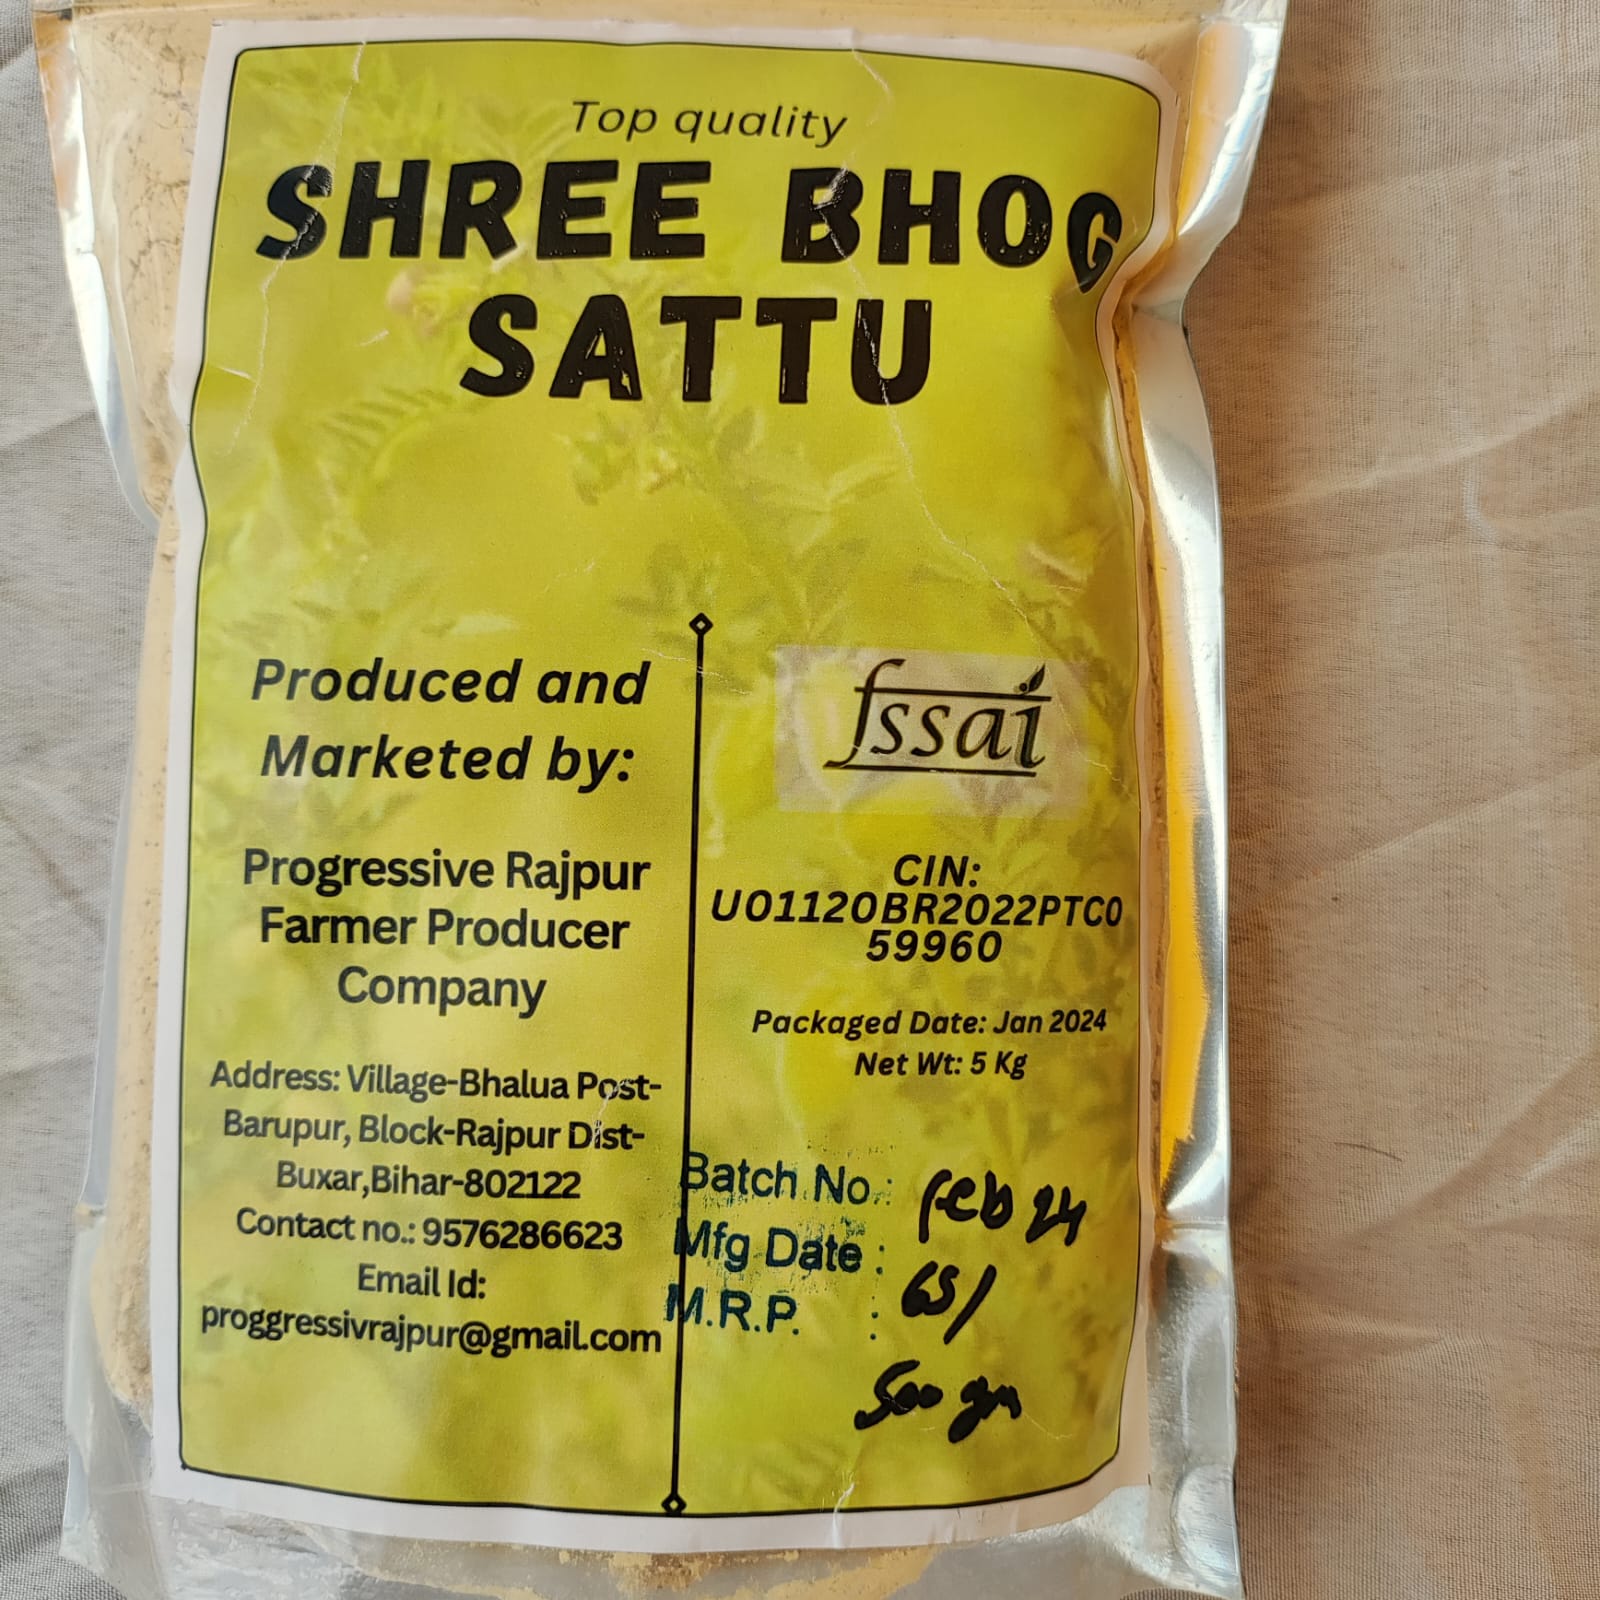 Top quality
SHREE BHOG
SATTU
Produced and
Marketed by:
Progressive Rajpur
Farmer Producer
Company
Address: Village-Bhalua Post-
Barupur, Block-Rajpur Dist-
Buxar,Bihar-802122
Contact no.: 9576286623
Email Id:
proggressivrajpur@gmail.com
fssai
CIN:
U01120BR2022PTC0
59960
Packaged Date: Jan 2024
Net Wt: 5 Kg
Batch No.: Feb 24
Mfg Date :
M.R.P. : 65/
500 gm